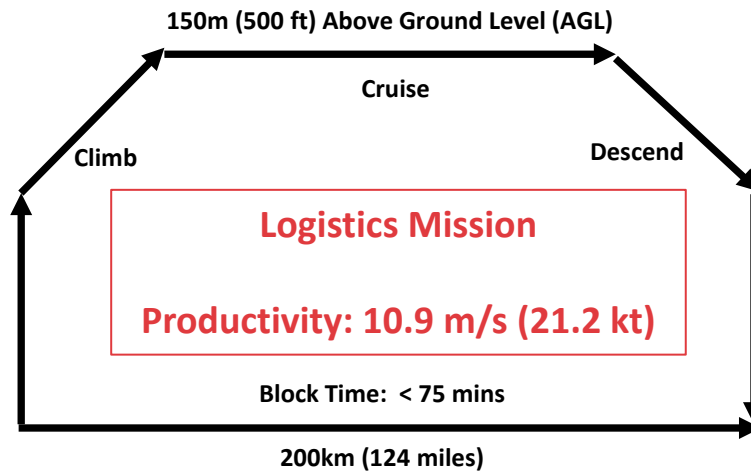 150m (500 ft) Above Ground Level (AGL)
Cruise
Climb
Descend
Logistics Mission
Productivity: 10.9 m/s (21.2 kt)
Block Time: < 75 mins
200km (124 miles)